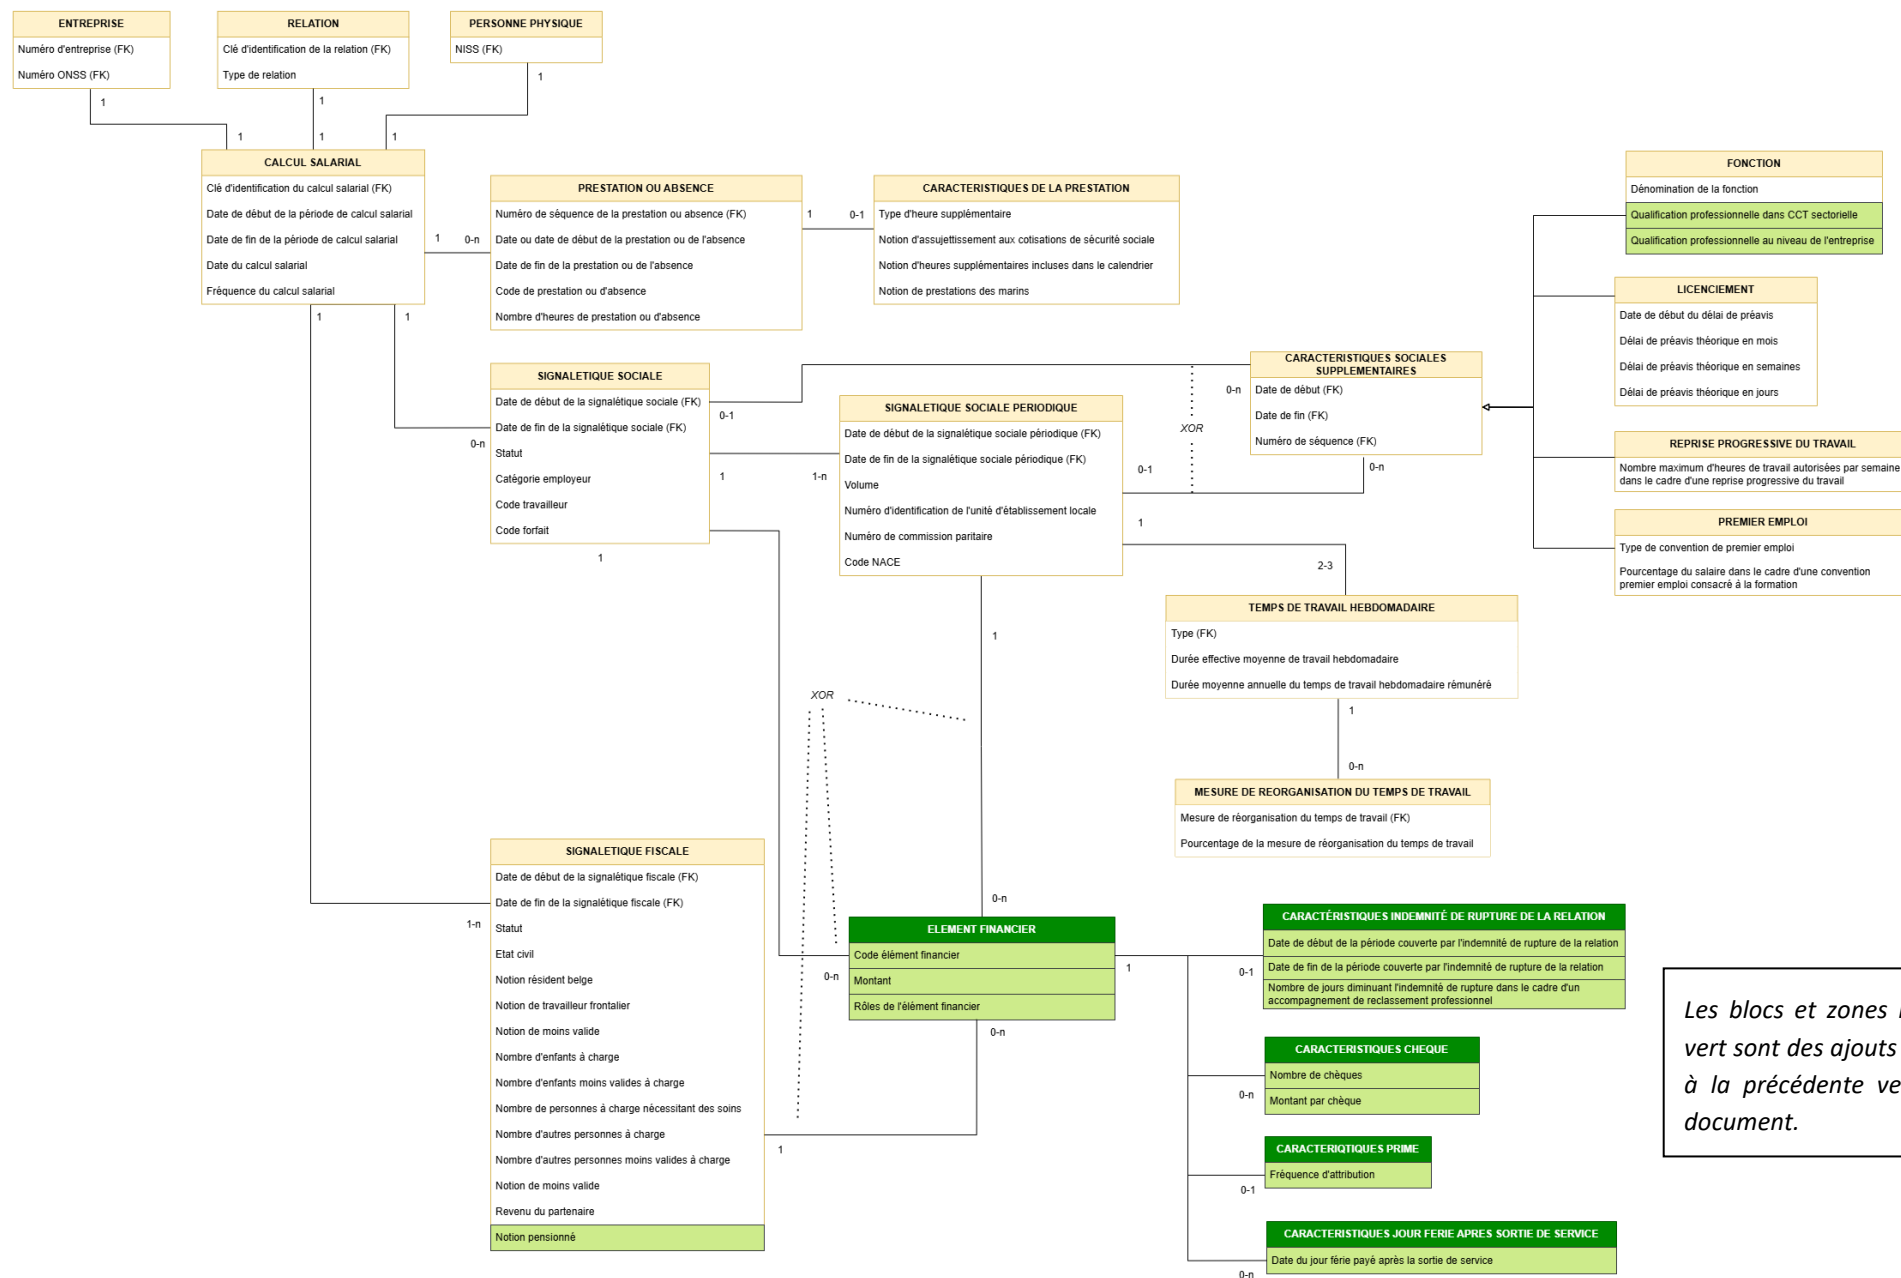 ENTREPRISE
Numéro d'entreprise (FK)
Numéro ONSS (FK)
1
RELATION
Clé d'identification de la relation (FK)
Type de relation
1
PERSONNE PHYSIQUE
NISS (FK)
1
1
1
1
CALCUL SALARIAL
Clé d'identification du calcul salarial (FK)
Date de début de la période de calcul salarial
Date de fin de la période de calcul salarial
Date du calcul salarial
Fréquence du calcul salarial
1
0-n
1
1
PRESTATION OU ABSENCE
Numéro de séquence de la prestation ou absence (FK)
Date ou date de début de la prestation ou de l'absence
Date de fin de la prestation ou de l'absence
Code de prestation ou d'absence
Nombre d'heures de prestation ou d'absence
1
0-1
CARACTERISTIQUES DE LA PRESTATION
Type d'heure supplémentaire
Notion d'assujettissement aux cotisations de sécurité sociale
Notion d'heures supplémentaires incluses dans le calendrier
Notion de prestations des marins
FONCTION
Dénomination de la fonction
Qualification professionnelle dans CCT sectorielle
Qualification professionnelle au niveau de l'entreprise
LICENCIEMENT
Date de début du délai de préavis
Délai de préavis théorique en mois
Délai de préavis théorique en semaines
Délai de préavis théorique en jours
REPRISE PROGRESSIVE DU TRAVAIL
Nombre maximum d'heures de travail autorisées par semaine
dans le cadre d'une reprise progressive du travail
PREMIER EMPLOI
Type de convention de premier emploi
Pourcentage du salaire dans le cadre d'une convention
premier emploi consacré à la formation
CARACTERISTIQUES SOCIALES
SUPPLEMENTAIRES
Date de début (FK)
Date de fin (FK)
Numéro de séquence (FK)
0-n
0-n
XOR
SIGNALETIQUE SOCIALE
Date de début de la signalétique sociale (FK)
Date de fin de la signalétique sociale (FK)
Statut
Catégorie employeur
Code travailleur
Code forfait
0-n
0-1
1
1-n
1
SIGNALETIQUE SOCIALE PERIODIQUE
Date de début de la signalétique sociale périodique (FK)
Date de fin de la signalétique sociale périodique (FK)
Volume
Numéro d'identification de l'unité d'établissement locale
Numéro de commission paritaire
Code NACE
0-1
1
2-3
1
TEMPS DE TRAVAIL HEBDOMADAIRE
Type (FK)
Durée effective moyenne de travail hebdomadaire
Durée moyenne annuelle du temps de travail hebdomadaire rémunéré
1
0-n
MESURE DE REORGANISATION DU TEMPS DE TRAVAIL
Mesure de réorganisation du temps de travail (FK)
Pourcentage de la mesure de réorganisation du temps de travail
XOR
SIGNALETIQUE FISCALE
Date de début de la signalétique fiscale (FK)
Date de fin de la signalétique fiscale (FK)
Statut
Etat civil
Notion résident belge
Notion de travailleur frontalier
Notion de moins valide
Nombre d'enfants à charge
Nombre d'enfants moins valides à charge
Nombre de personnes à charge nécessitant des soins
Nombre d'autres personnes à charge
Nombre d'autres personnes moins valides à charge
Notion de moins valide
Revenu du partenaire
Notion pensionné
1-n
1
0-n
ELEMENT FINANCIER
Code élément financier
Montant
Rôles de l'élément financier
0-n
0-n
1
CARACTÉRISTIQUES INDEMNITÉ DE RUPTURE DE LA RELATION
Date de début de la période couverte par l'indemnité de rupture de la relation
Date de fin de la période couverte par l'indemnité de rupture de la relation
Nombre de jours diminuant l'indemnité de rupture dans le cadre d'un
accompagnement de reclassement professionnel
0-1
CARACTERISTIQUES CHEQUE
Nombre de chèques
Montant par chèque
0-n
CARACTERIQTIQUES PRIME
Fréquence d'attribution
0-1
CARACTERISTIQUES JOUR FERIE APRES SORTIE DE SERVICE
Date du jour férie payé après la sortie de service
0-n
Les blocs et zones
vert sont des ajouts
à la précédente
document.